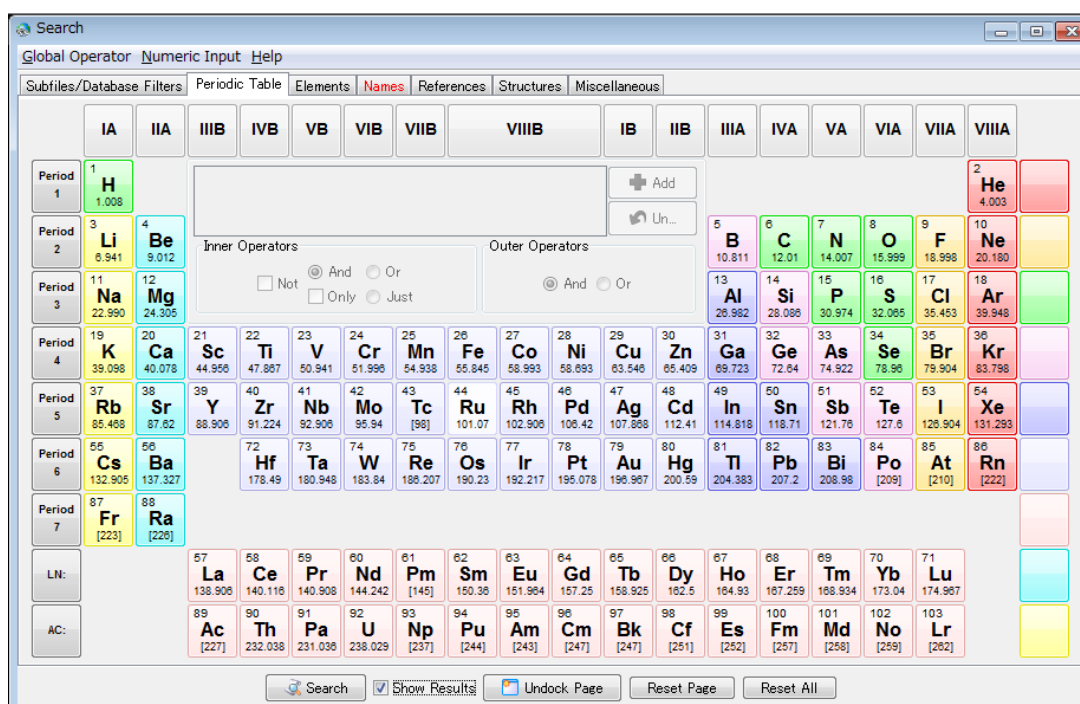 Search
Global Operator Numeric Input Help
Subfiles/Database Filters Periodic Table Elements Names References Structures Miscellaneous
IA IIA IIIB IVB VB VIB VIIB VIIIB IB IIB IIIA IVA VA VIA VIIA VIIIA
Period 1
1 H 1.008
Add
2 He 4.003
Un...
Period 2
3 Li 6.941
4 Be 9.012
Inner Operators
Outer Operators
Not
And Or
Only Just
And Or
5 B 10.811
6 C 12.01
7 N 14.007
8 O 15.999
9 F 18.998
10 Ne 20.180
Period 3
11 Na 22.990
12 Mg 24.305
13 Al 26.982
14 Si 28.086
15 P 30.974
16 S 32.065
17 Cl 35.453
18 Ar 39.948
Period 4
19 K 39.098
20 Ca 40.078
21 Sc 44.956
22 Ti 47.867
23 V 50.941
24 Cr 51.996
25 Mn 54.938
26 Fe 55.845
27 Co 58.993
28 Ni 58.693
29 Cu 63.546
30 Zn 65.409
31 Ga 69.723
32 Ge 72.64
33 As 74.922
34 Se 78.96
35 Br 79.904
36 Kr 83.798
Period 5
37 Rb 85.468
38 Sr 87.62
39 Y 88.906
40 Zr 91.224
41 Nb 92.906
42 Mo 95.94
43 Tc [98]
44 Ru 101.07
45 Rh 102.906
46 Pd 106.42
47 Ag 107.868
48 Cd 112.41
49 In 114.818
50 Sn 118.71
51 Sb 121.76
52 Te 127.6
53 I 126.904
54 Xe 131.293
Period 6
55 Cs 132.905
56 Ba 137.327
72 Hf 178.49
73 Ta 180.948
74 W 183.84
75 Re 186.207
76 Os 190.23
77 Ir 192.217
78 Pt 195.078
79 Au 196.967
80 Hg 200.59
81 Tl 204.383
82 Pb 207.2
83 Bi 208.98
84 Po [209]
85 At [210]
86 Rn [222]
Period 7
87 Fr [223]
88 Ra [226]
LN:
57 La 138.906
58 Ce 140.116
59 Pr 140.908
60 Nd 144.242
61 Pm [145]
62 Sm 150.36
63 Eu 151.964
64 Gd 157.25
65 Tb 158.925
66 Dy 162.5
67 Ho 164.93
68 Er 167.259
69 Tm 168.934
70 Yb 173.04
71 Lu 174.967
AC:
89 Ac [227]
90 Th 232.038
91 Pa 231.036
92 U 238.029
93 Np [237]
94 Pu [244]
95 Am [243]
96 Cm [247]
97 Bk [247]
98 Cf [251]
99 Es [252]
100 Fm [257]
101 Md [258]
102 No [259]
103 Lr [262]
Search Show Results Undock Page Reset Page Reset All